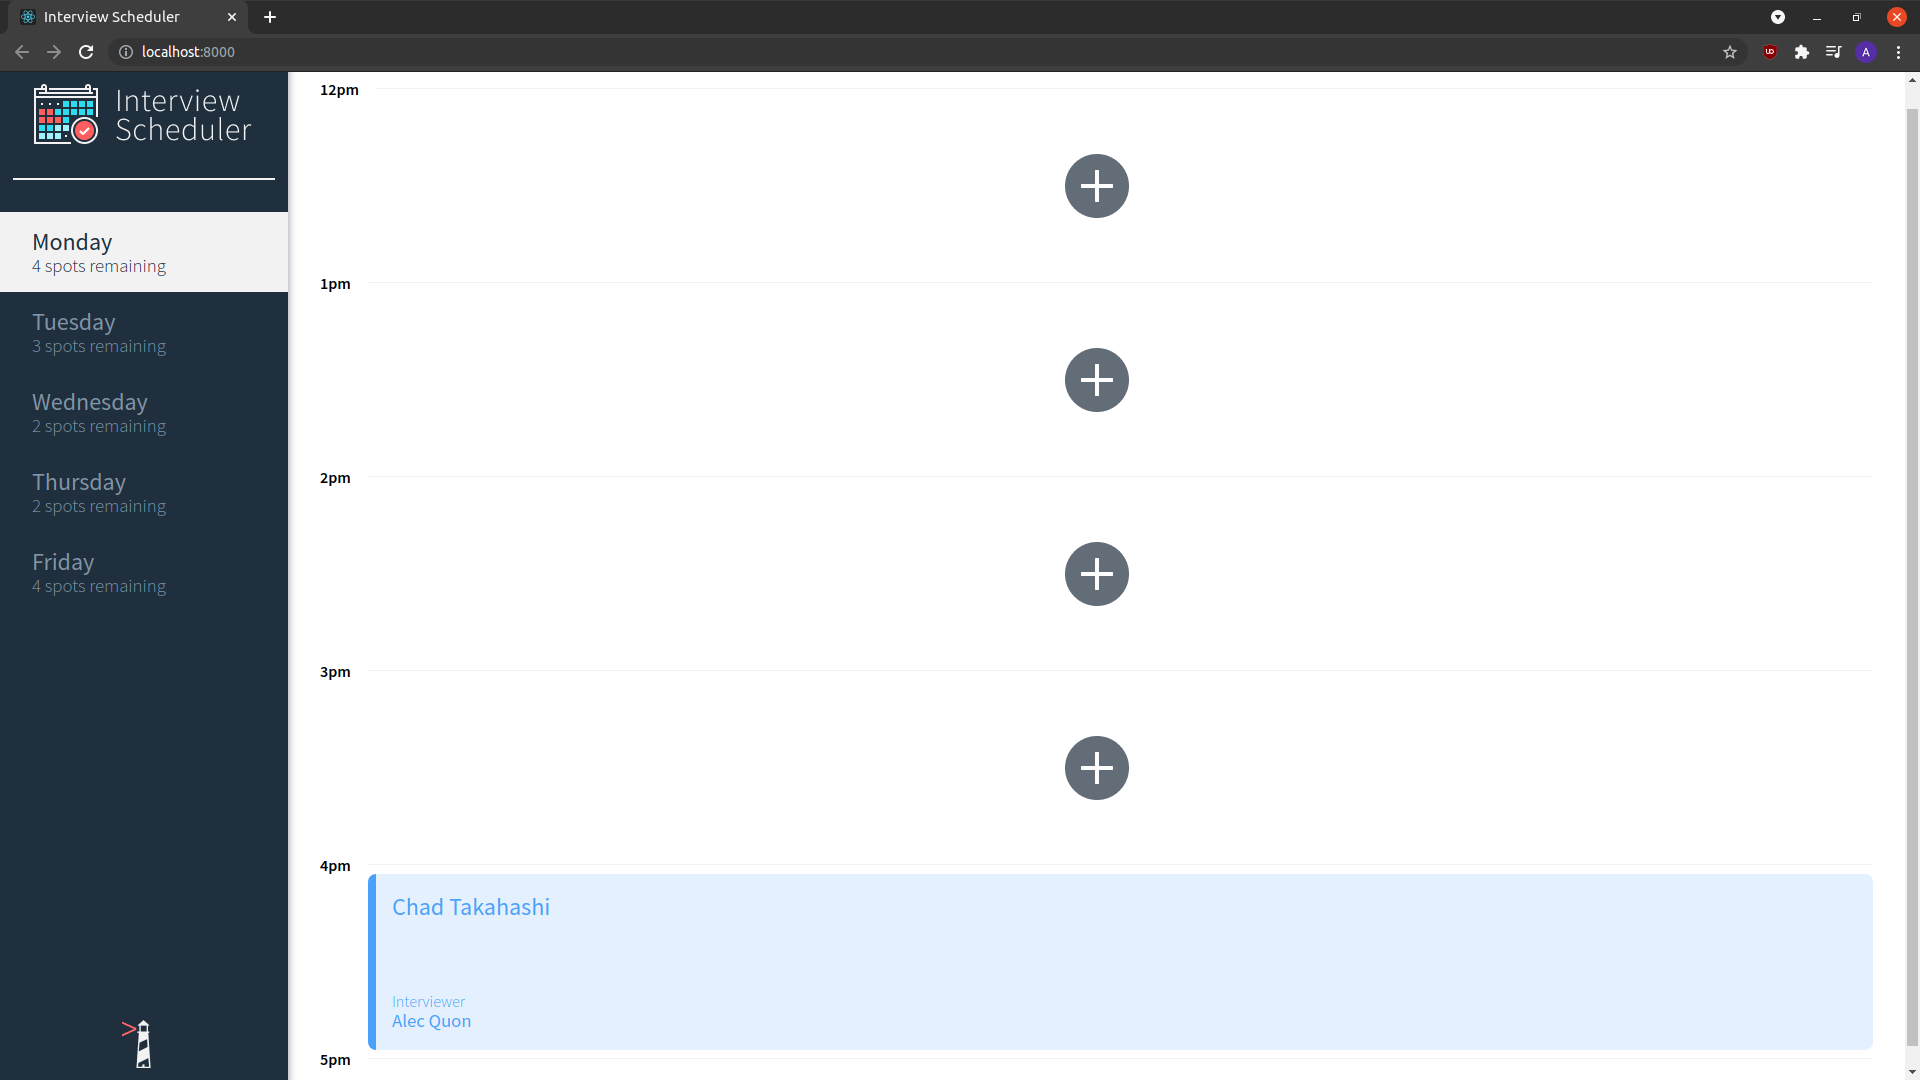 Interview Scheduler
localhost:8000
A
Interview
Scheduler
Monday
4 spots remaining
Tuesday
3 spots remaining
Wednesday
2 spots remaining
Thursday
2 spots remaining
Friday
4 spots remaining
12pm
1pm
2pm
3pm
4pm
Chad Takahashi
Interviewer
Alec Quon
5pm